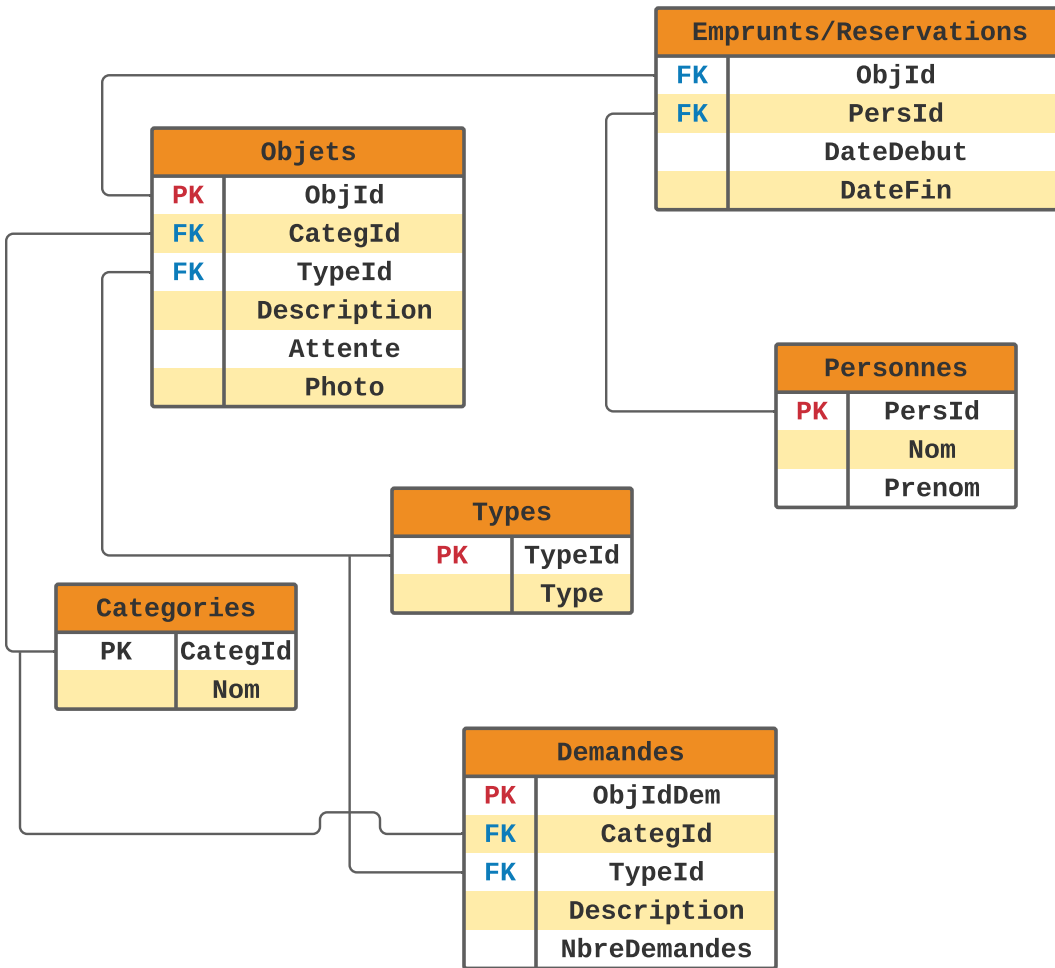 Emprunts/Reservations
FK ObjId
FK PersId
DateDebut
DateFin
Objets
PK ObjId
FK CategId
FK TypeId
Description
Attente
Photo
Personnes
PK PersId
Nom
Prenom
Types
PK TypeId
Type
Categories
PK CategId
Nom
Demandes
PK ObjIdDem
FK CategId
FK TypeId
Description
NbreDemandes